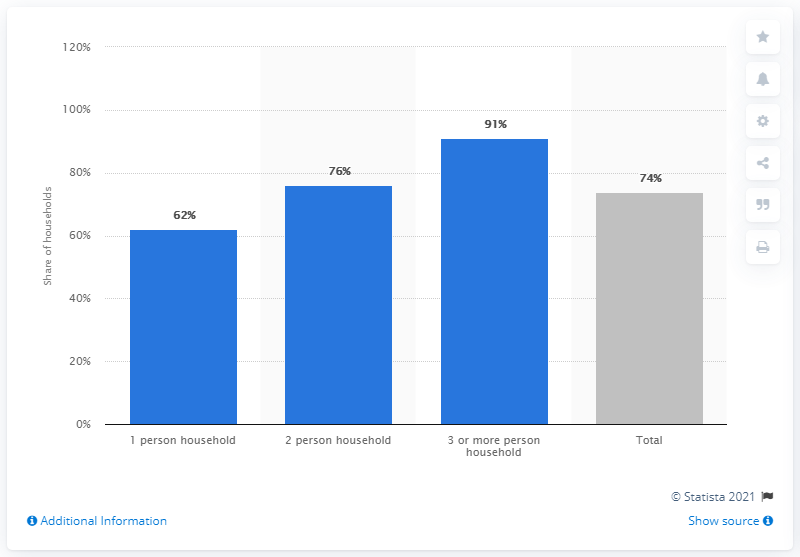 120%
100%
80%
60%
40%
20%
0%
Share of households
62%
76%
91%
74%
1 person household
2 person household
3 or more person
household
Total
© Statista 2021
Additional Information
Show source